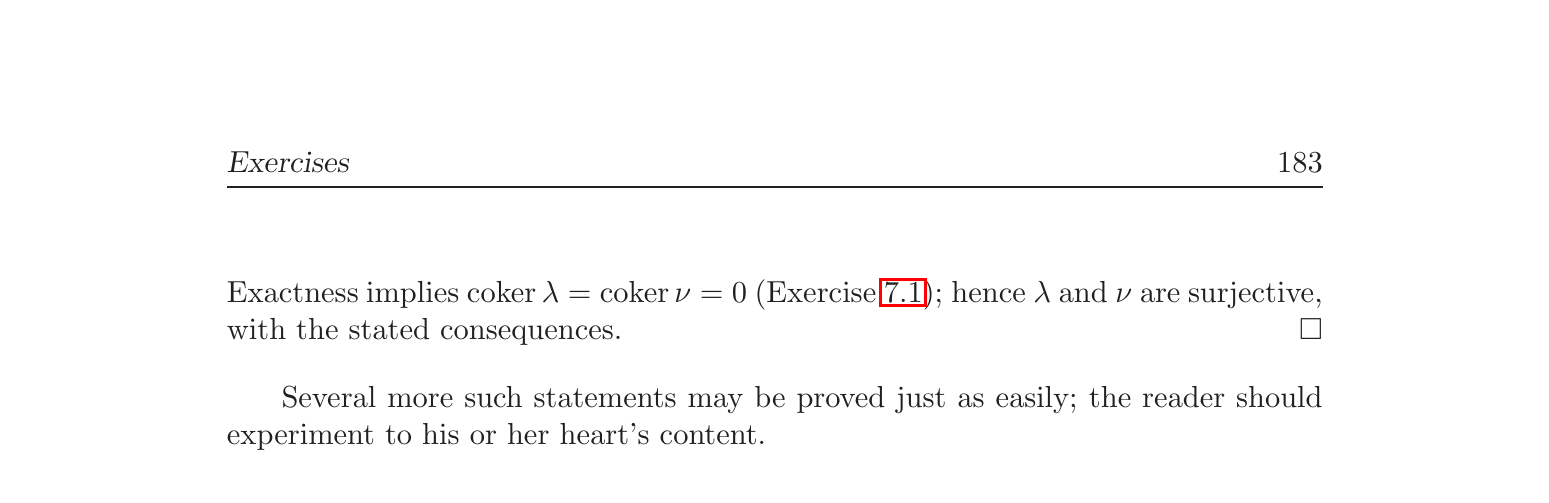 Exercises 183
Exactness implies coker λ = coker ν = 0 (Exercise 7.1); hence λ and ν are surjective,
with the stated consequences. □
Several more such statements may be proved just as easily; the reader should
experiment to his or her heart's content.